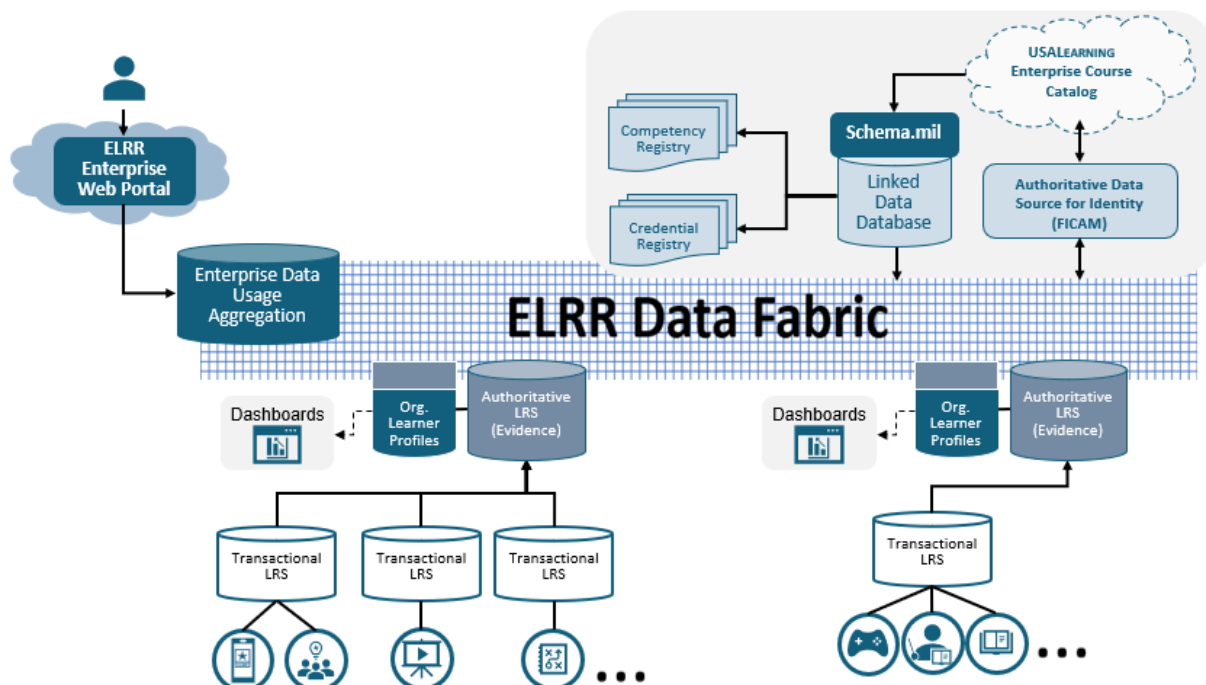 ELRR
Enterprise
Web Portal
Enterprise Data
Usage
Aggregation
USALEARNING
Enterprise Course
Catalog
Schema.mil
Competency
Registry
Linked
Data
Database
Credential
Registry
Authoritative Data
Source for Identity
(FICAM)
ELRR Data Fabric
Dashboards
Org.
Learner
Profiles
Authoritative
LRS
(Evidence)
Dashboards
Org.
Learner
Profiles
Authoritative
LRS
(Evidence)
Transactional
LRS
Transactional
LRS
Transactional
LRS
Transactional
LRS
...
...